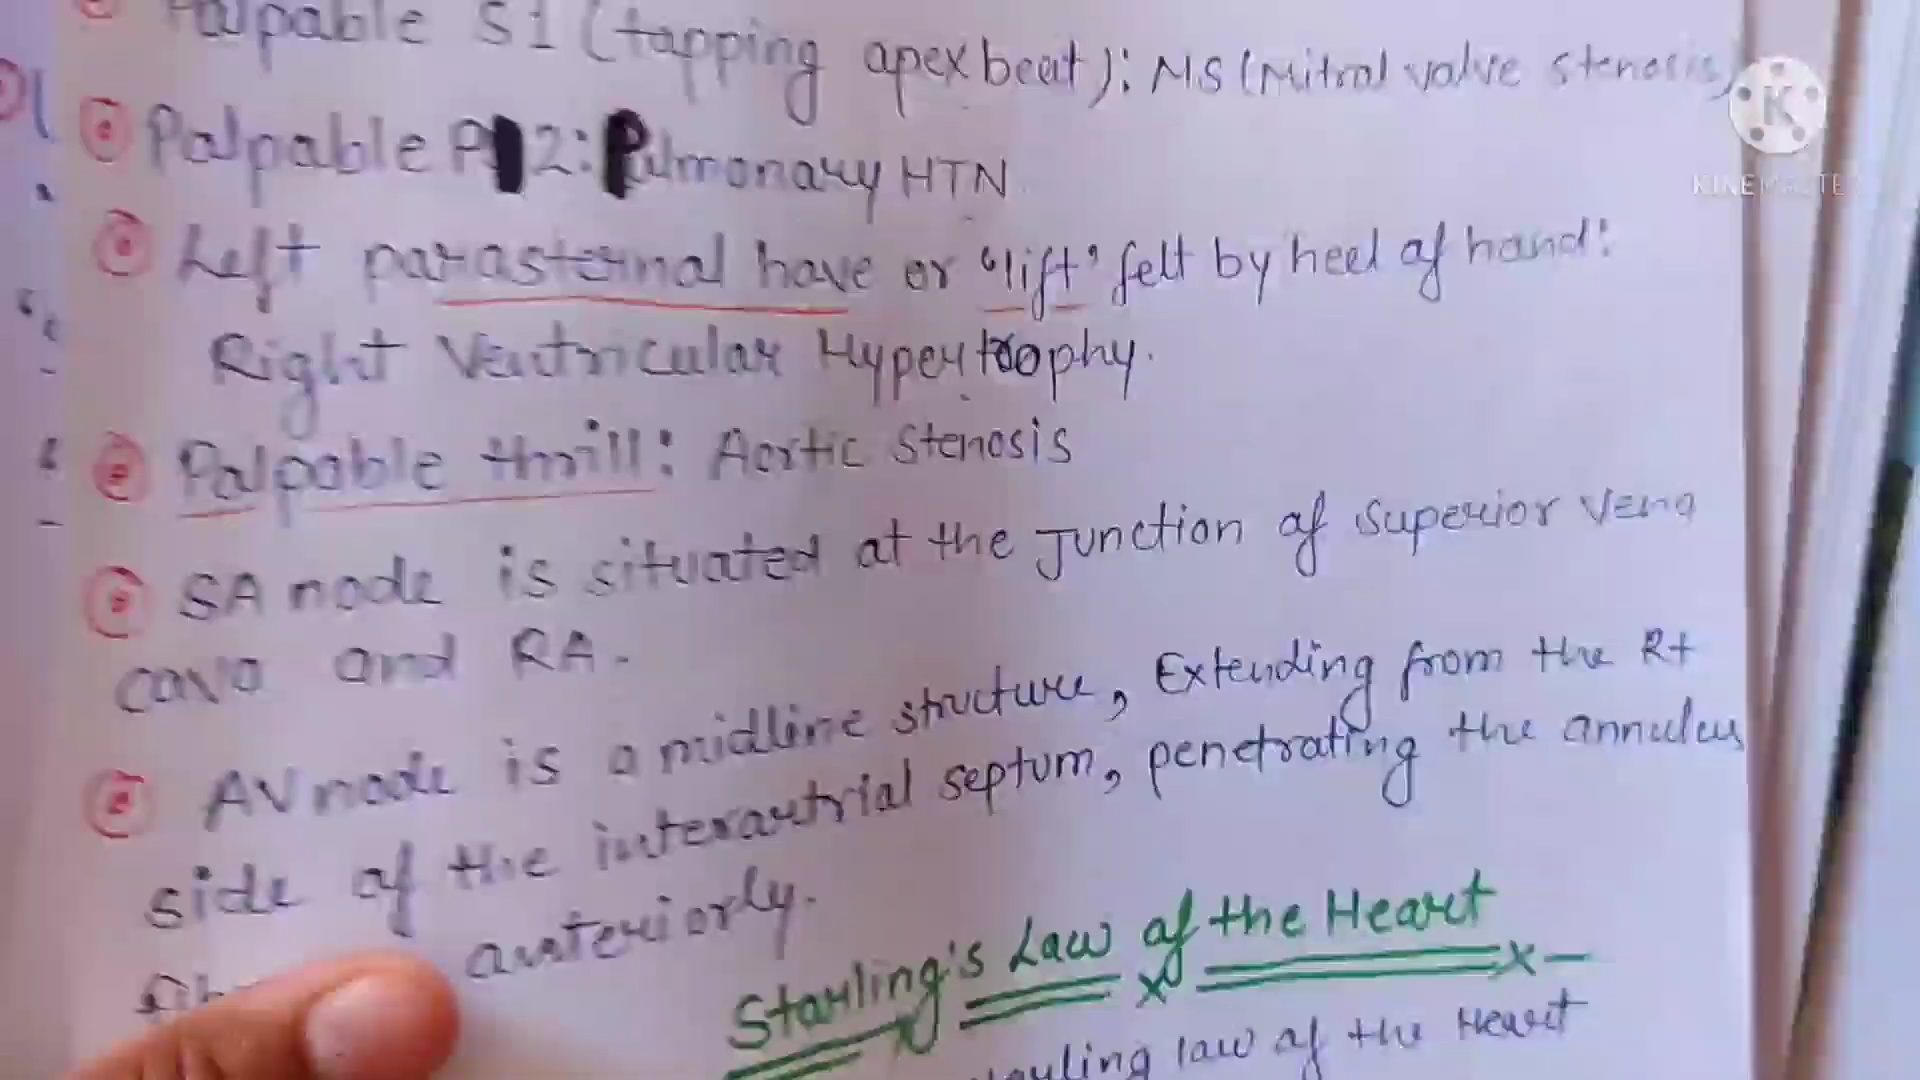 Palpable S1 (tapping apex beat): MS (Mitral valve stenosis)
Palpable P2: Pulmonary HTN
Left parasternal have or 'lift' felt by heel of hand:
Right Ventricular Hypertrophy.
Palpable thrill: Aortic Stenosis
SA node is situated at the junction of superior vena
cava and RA.
AV node is a midline structure, Extending from the Rt
side of the interartrial septum, penetrating the annulus
anteriorly.
Starling's Law of the Heart
law of the Heart
K
KINEMASTER